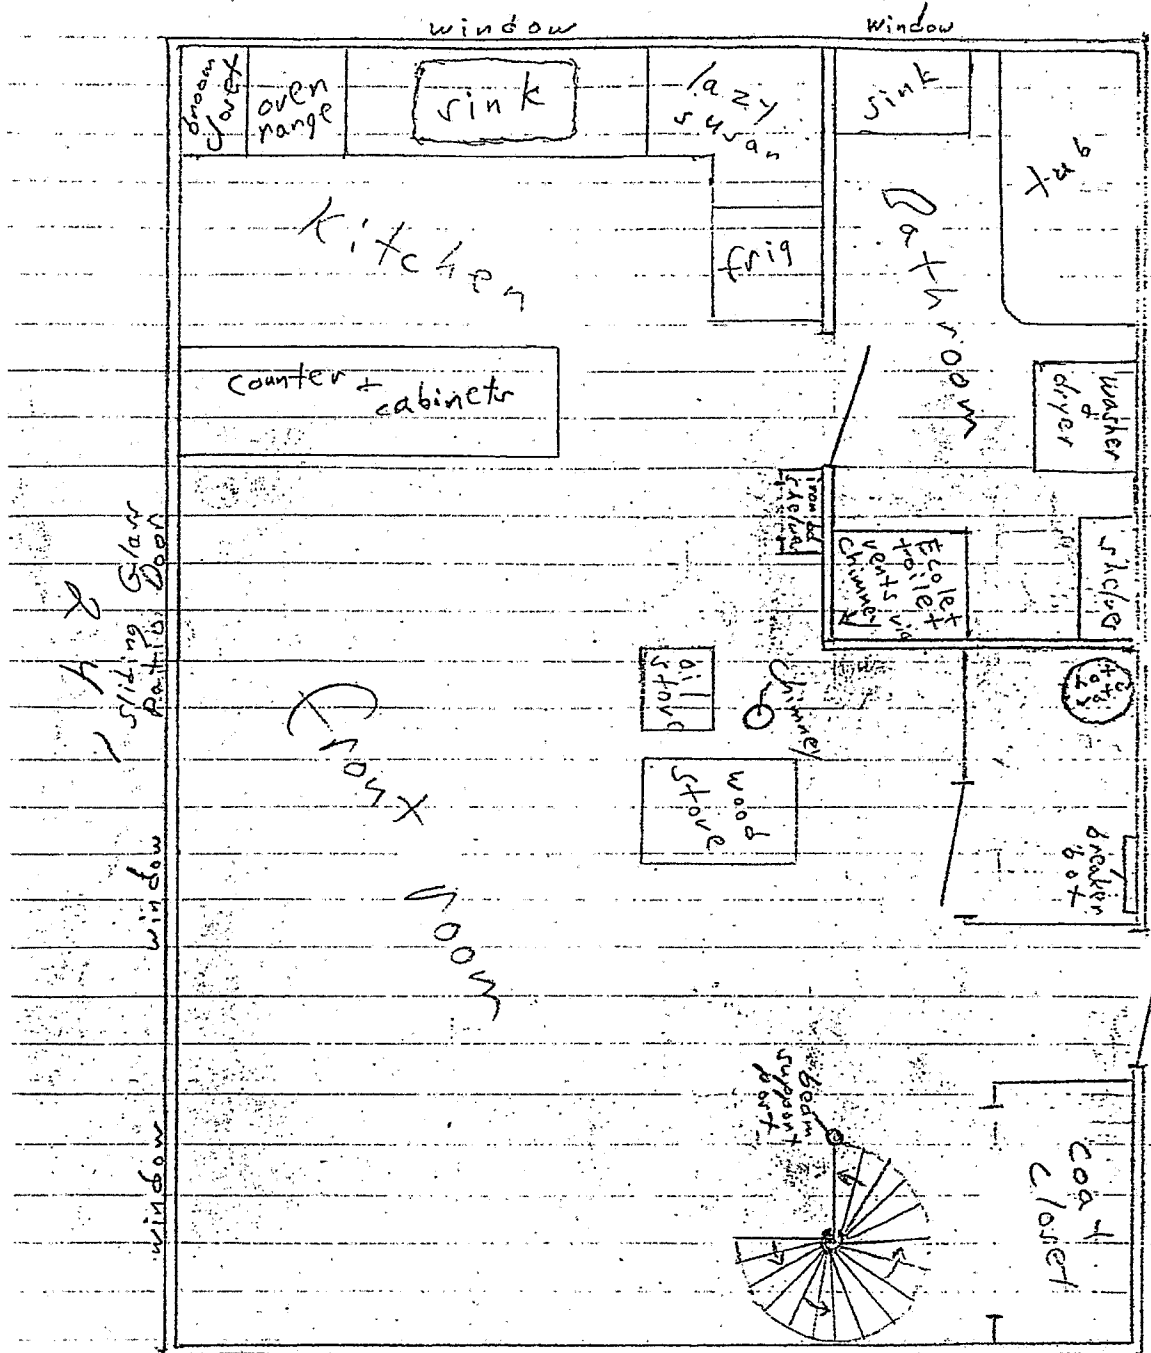 window
window
broom
closet
oven
range
sink
lazy
susan
sink
tub
Kitchen
frig
Bathroom
counter +
cabinets
washer
&
dryer
shelves
Ecolet
toilet
vents via
chimney
shelve
Sliding Glass
Patio Door
oil
stove
chimney
wood
stove
Front
room
breaker
box
window
beam
support
post
coat
closet
window